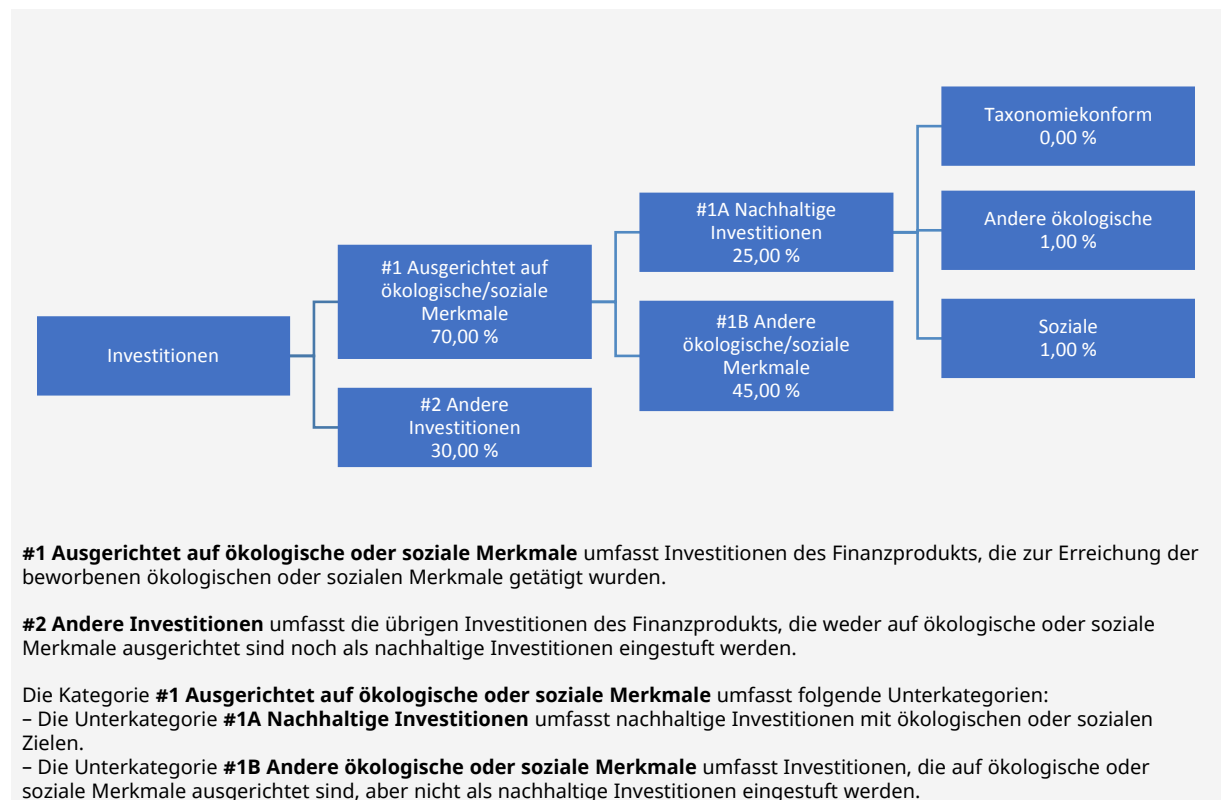 Investitionen
#1 Ausgerichtet auf
ökologische/soziale
Merkmale
70,00 %
#2 Andere
Investitionen
30,00 %
#1A Nachhaltige
Investitionen
25,00 %
#1B Andere
ökologische/soziale
Merkmale
45,00 %
Taxonomiekonform
0,00 %
Andere ökologische
1,00 %
Soziale
1,00 %
#1 Ausgerichtet auf ökologische oder soziale Merkmale umfasst Investitionen des Finanzprodukts, die zur Erreichung der
beworbenen ökologischen oder sozialen Merkmale getätigt wurden.
#2 Andere Investitionen umfasst die übrigen Investitionen des Finanzprodukts, die weder auf ökologische oder soziale
Merkmale ausgerichtet sind noch als nachhaltige Investitionen eingestuft werden.
Die Kategorie #1 Ausgerichtet auf ökologische oder soziale Merkmale umfasst folgende Unterkategorien:
– Die Unterkategorie #1A Nachhaltige Investitionen umfasst nachhaltige Investitionen mit ökologischen oder sozialen
Zielen.
– Die Unterkategorie #1B Andere ökologische oder soziale Merkmale umfasst Investitionen, die auf ökologische oder
soziale Merkmale ausgerichtet sind, aber nicht als nachhaltige Investitionen eingestuft werden.